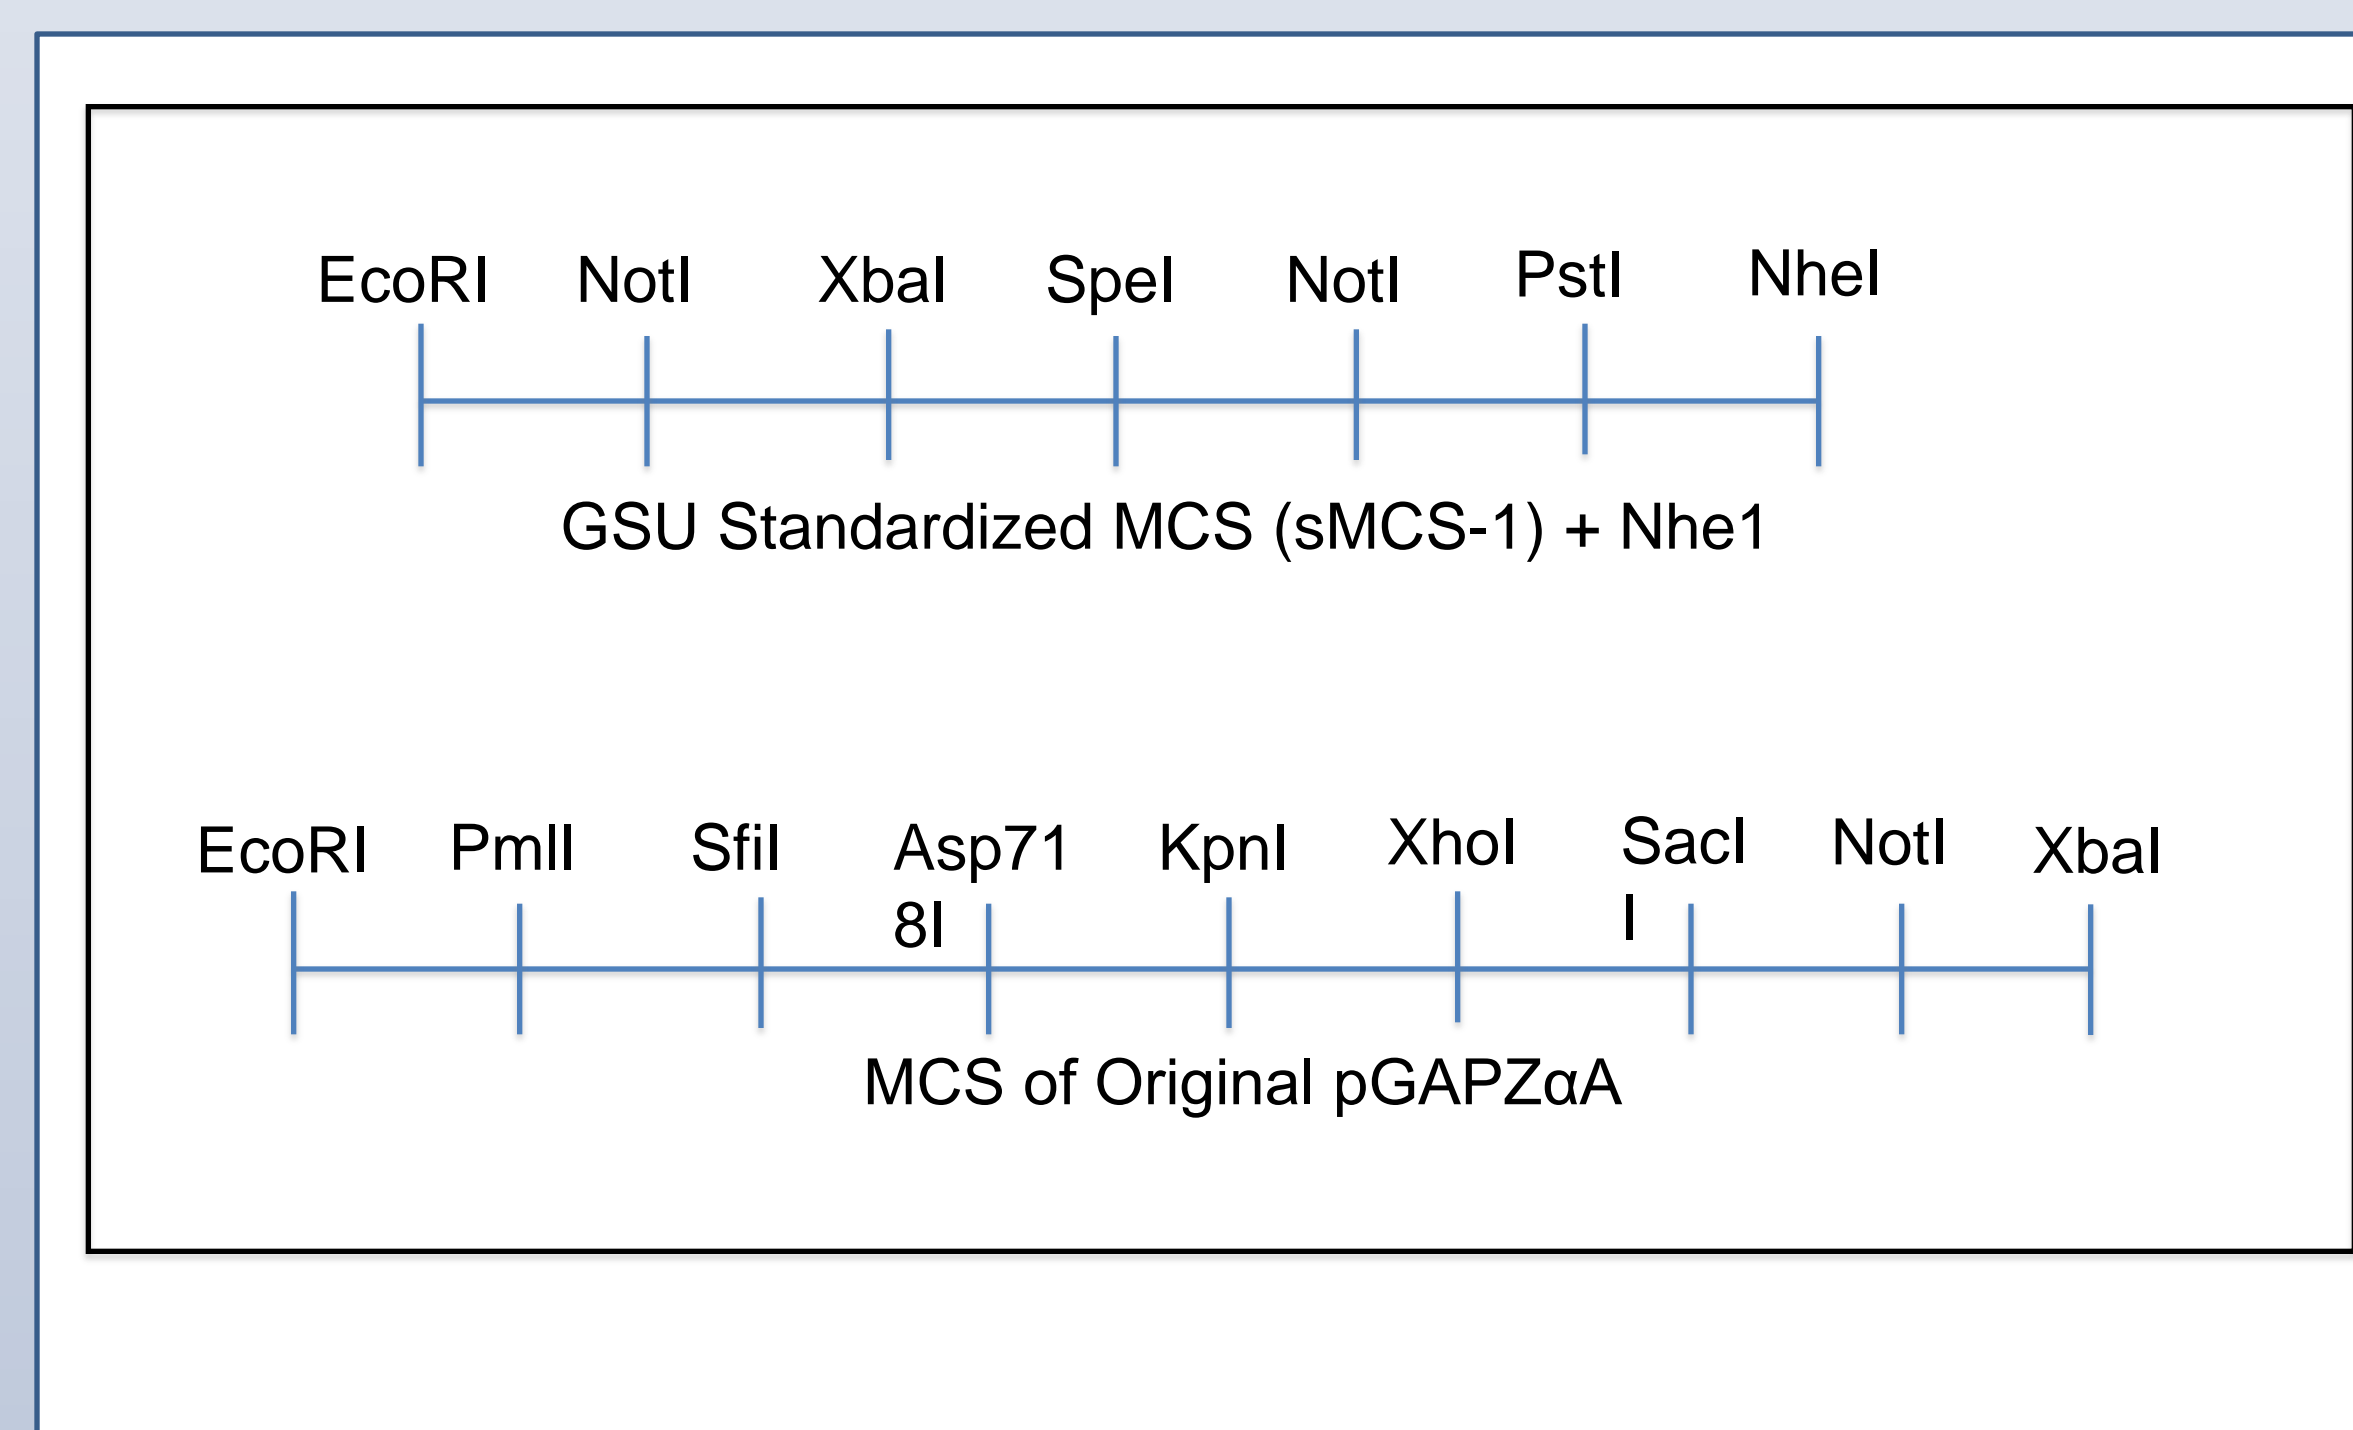 EcoRI NotI XbaI SpeI NotI PstI NheI
GSU Standardized MCS (sMCS-1) + Nhe1
EcoRI PmlI SfiI Asp71 KpnI XhoI SacI NotI XbaI
8I I
MCS of Original pGAPZαA